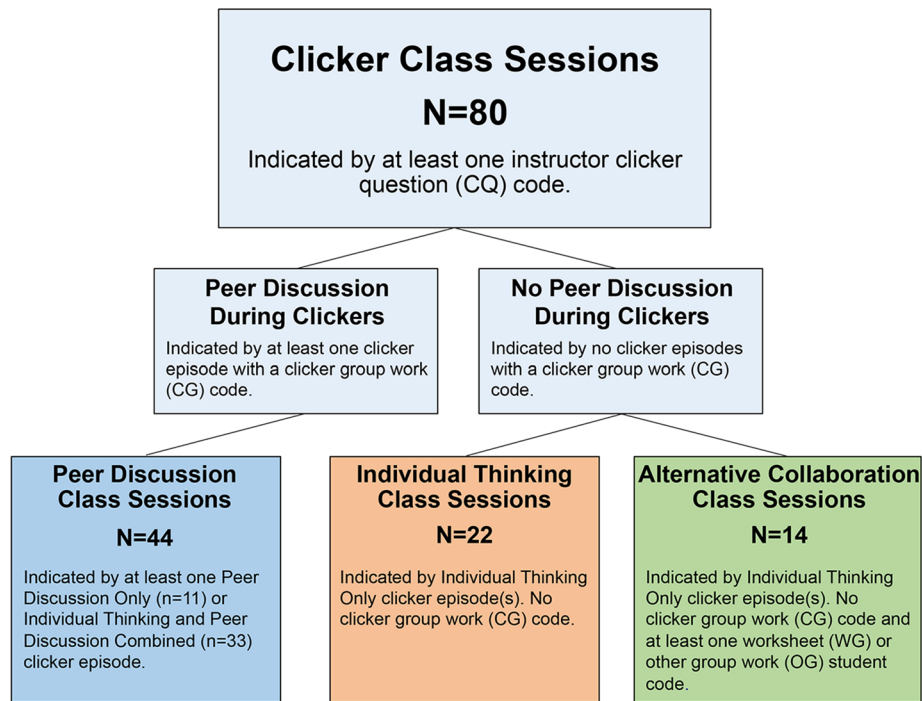 Clicker Class Sessions
N=80
Indicated by at least one instructor clicker
question (CQ) code.
Peer Discussion
During Clickers
Indicated by at least one clicker
episode with a clicker group work
(CG) code.
No Peer Discussion
During Clickers
Indicated by no clicker episodes
with a clicker group work (CG)
code.
Peer Discussion
Class Sessions
N=44
Indicated by at least one Peer
Discussion Only (n=11) or
Individual Thinking and Peer
Discussion Combined (n=33)
clicker episode.
Individual Thinking
Class Sessions
N=22
Indicated by Individual Thinking
Only clicker episode(s). No
clicker group work (CG) code.
Alternative Collaboration
Class Sessions
N=14
Indicated by Individual Thinking
Only clicker episode(s). No
clicker group work (CG) code and
at least one worksheet (WG) or
other group work (OG) student
code.